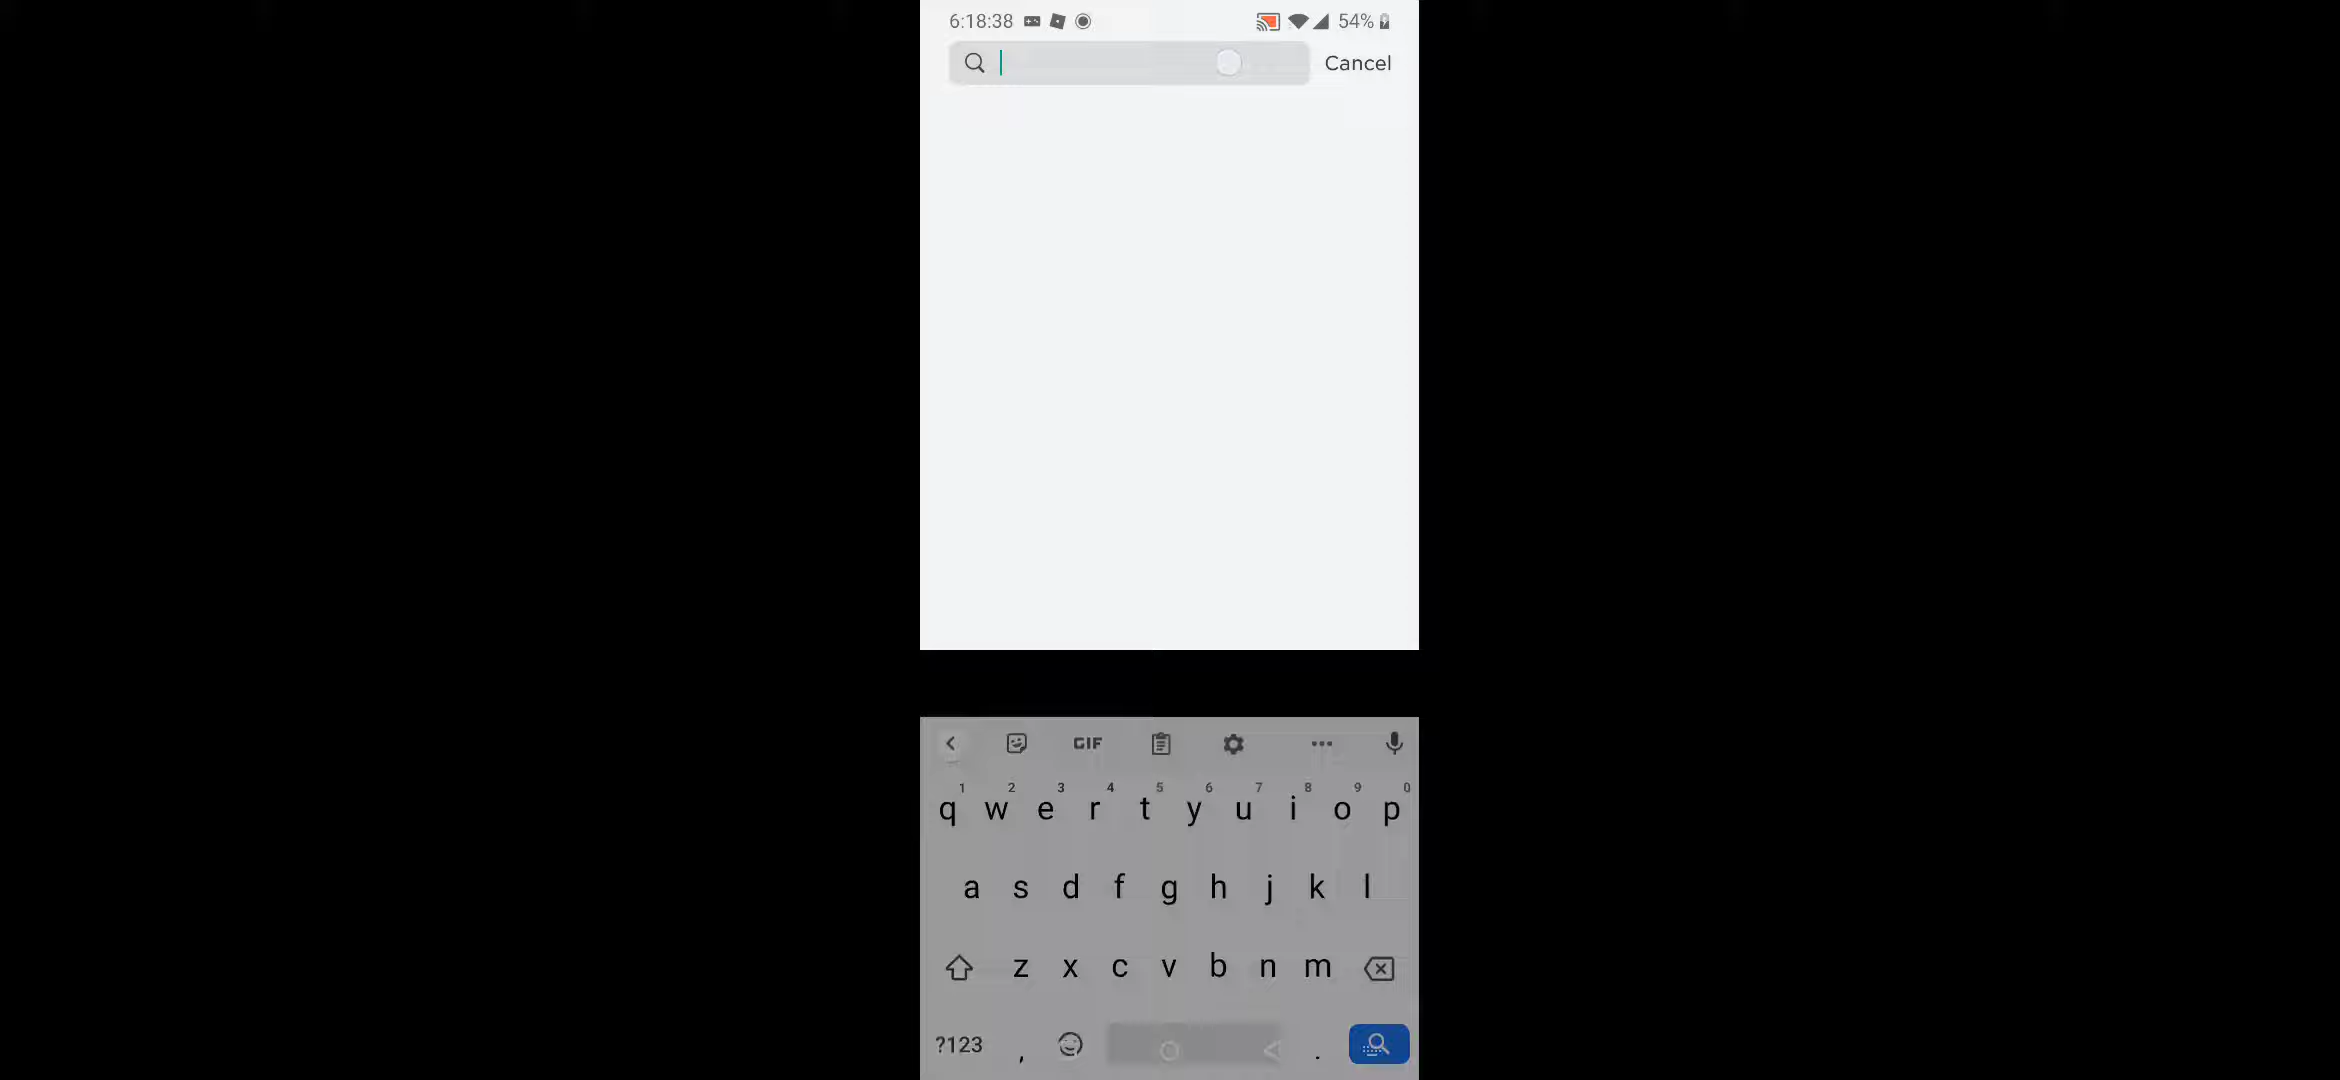 6:18:38 54%
Cancel
GIF
1 2 3 4 5 6 7 8 9 0
q w e r t y u i o p
a s d f g h j k l
z x c v b n m
?123 , .